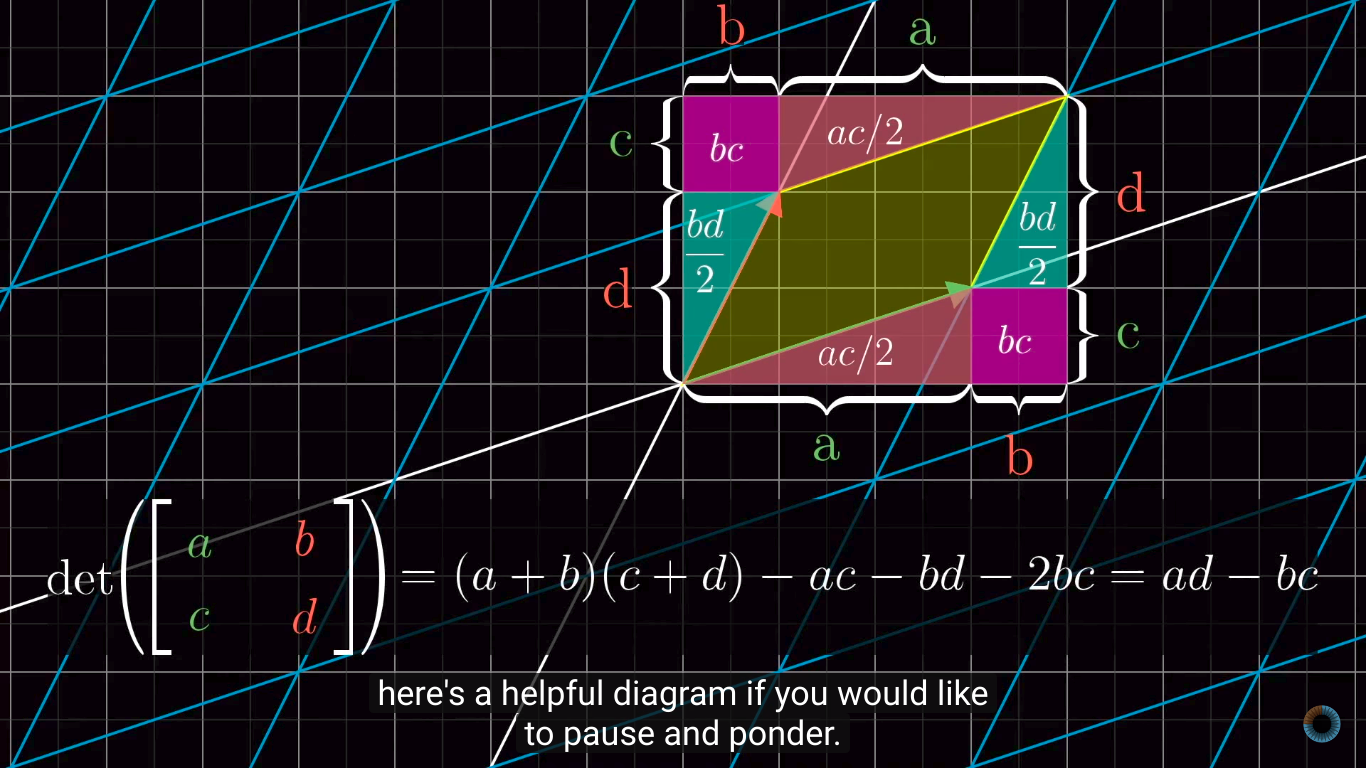 b a
c bc ac/2
d bd/2 bd/2 d
ac/2 bc c
a b
det([a b; c d]) = (a + b)(c + d) − ac − bd − 2bc = ad − bc
here's a helpful diagram if you would like
to pause and ponder.